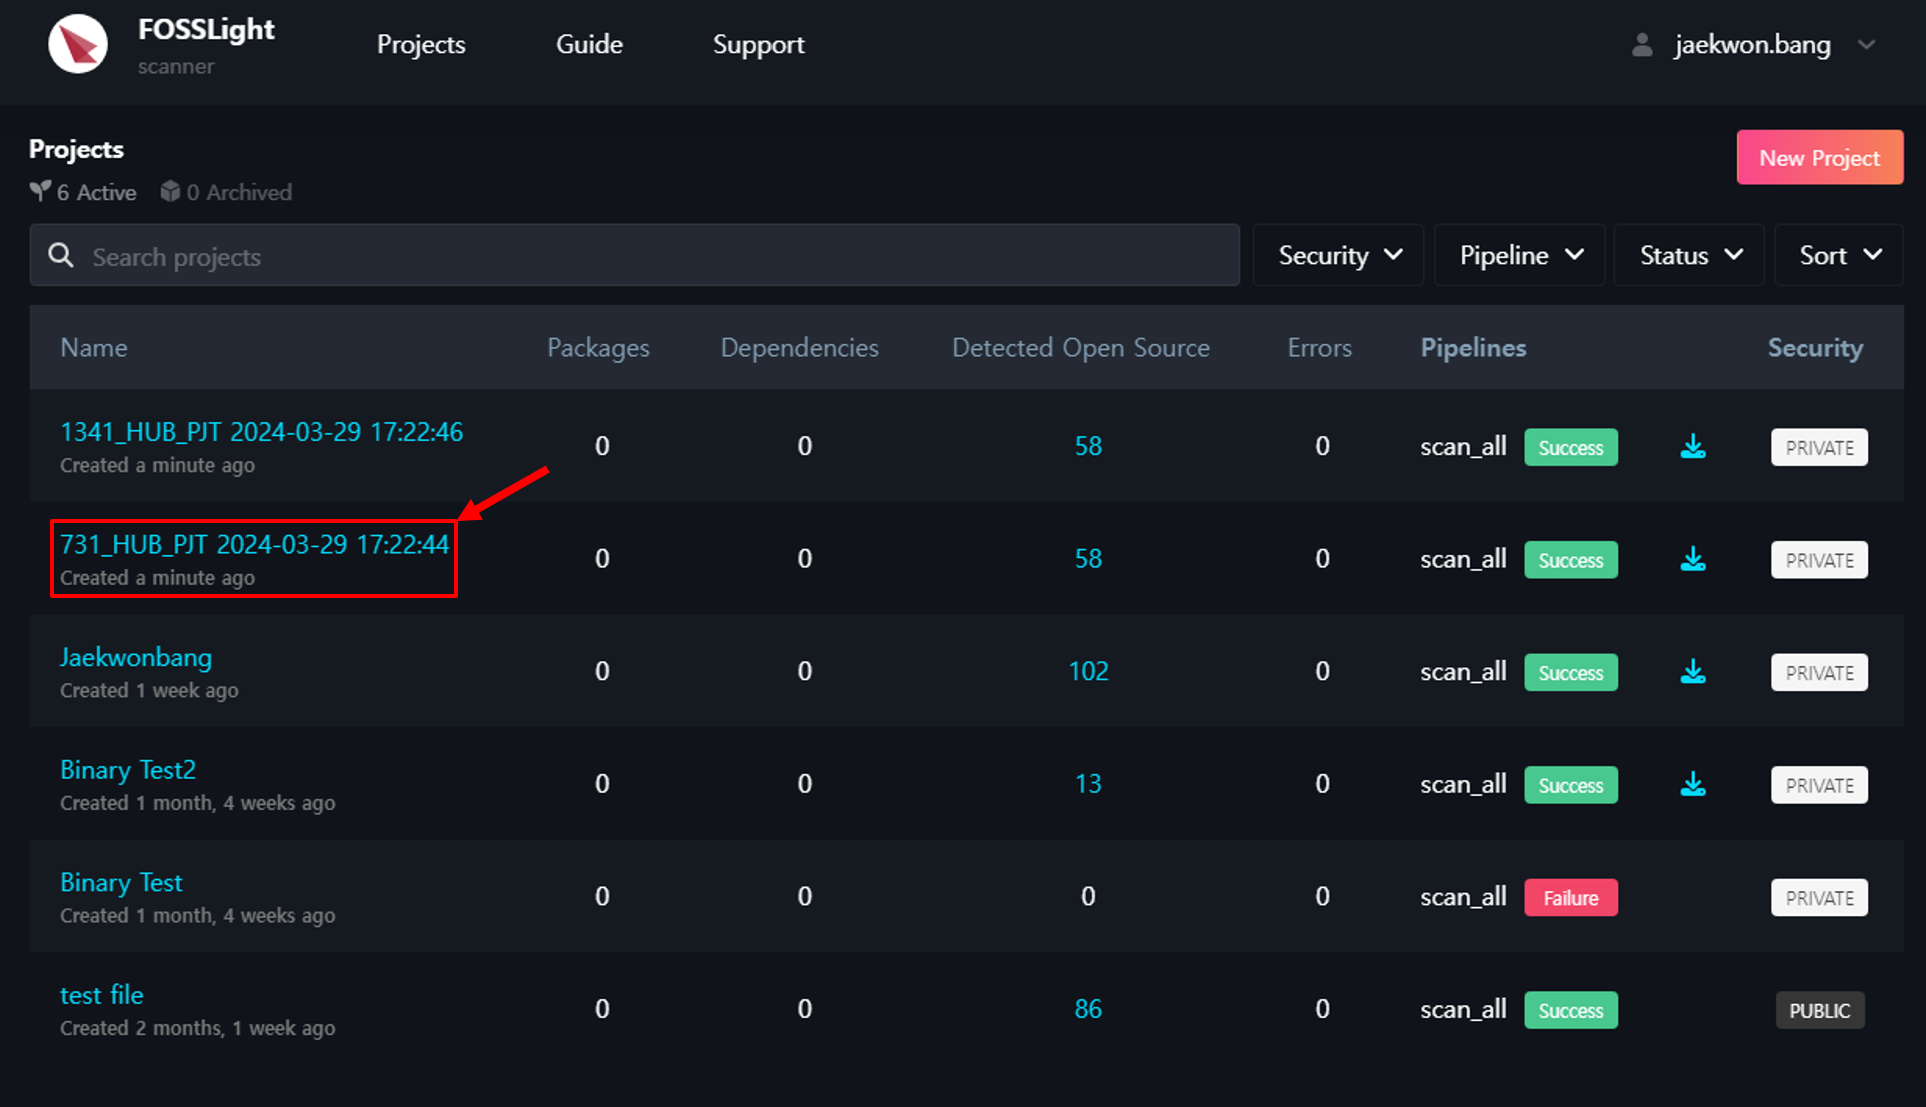 FOSSLight
scanner
Projects
Guide
Support
jaekwon.bang
Projects
6 Active
0 Archived
New Project
Search projects
Security
Pipeline
Status
Sort
Name Packages Dependencies Detected Open Source Errors Pipelines Security
1341_HUB_PJT 2024-03-29 17:22:46
Created a minute ago
0 0 58 0 scan_all Success PRIVATE
731_HUB_PJT 2024-03-29 17:22:44
Created a minute ago
0 0 58 0 scan_all Success PRIVATE
Jaekwonbang
Created 1 week ago
0 0 102 0 scan_all Success PRIVATE
Binary Test2
Created 1 month, 4 weeks ago
0 0 13 0 scan_all Success PRIVATE
Binary Test
Created 1 month, 4 weeks ago
0 0 0 0 scan_all Failure PRIVATE
test file
Created 2 months, 1 week ago
0 0 86 0 scan_all Success PUBLIC